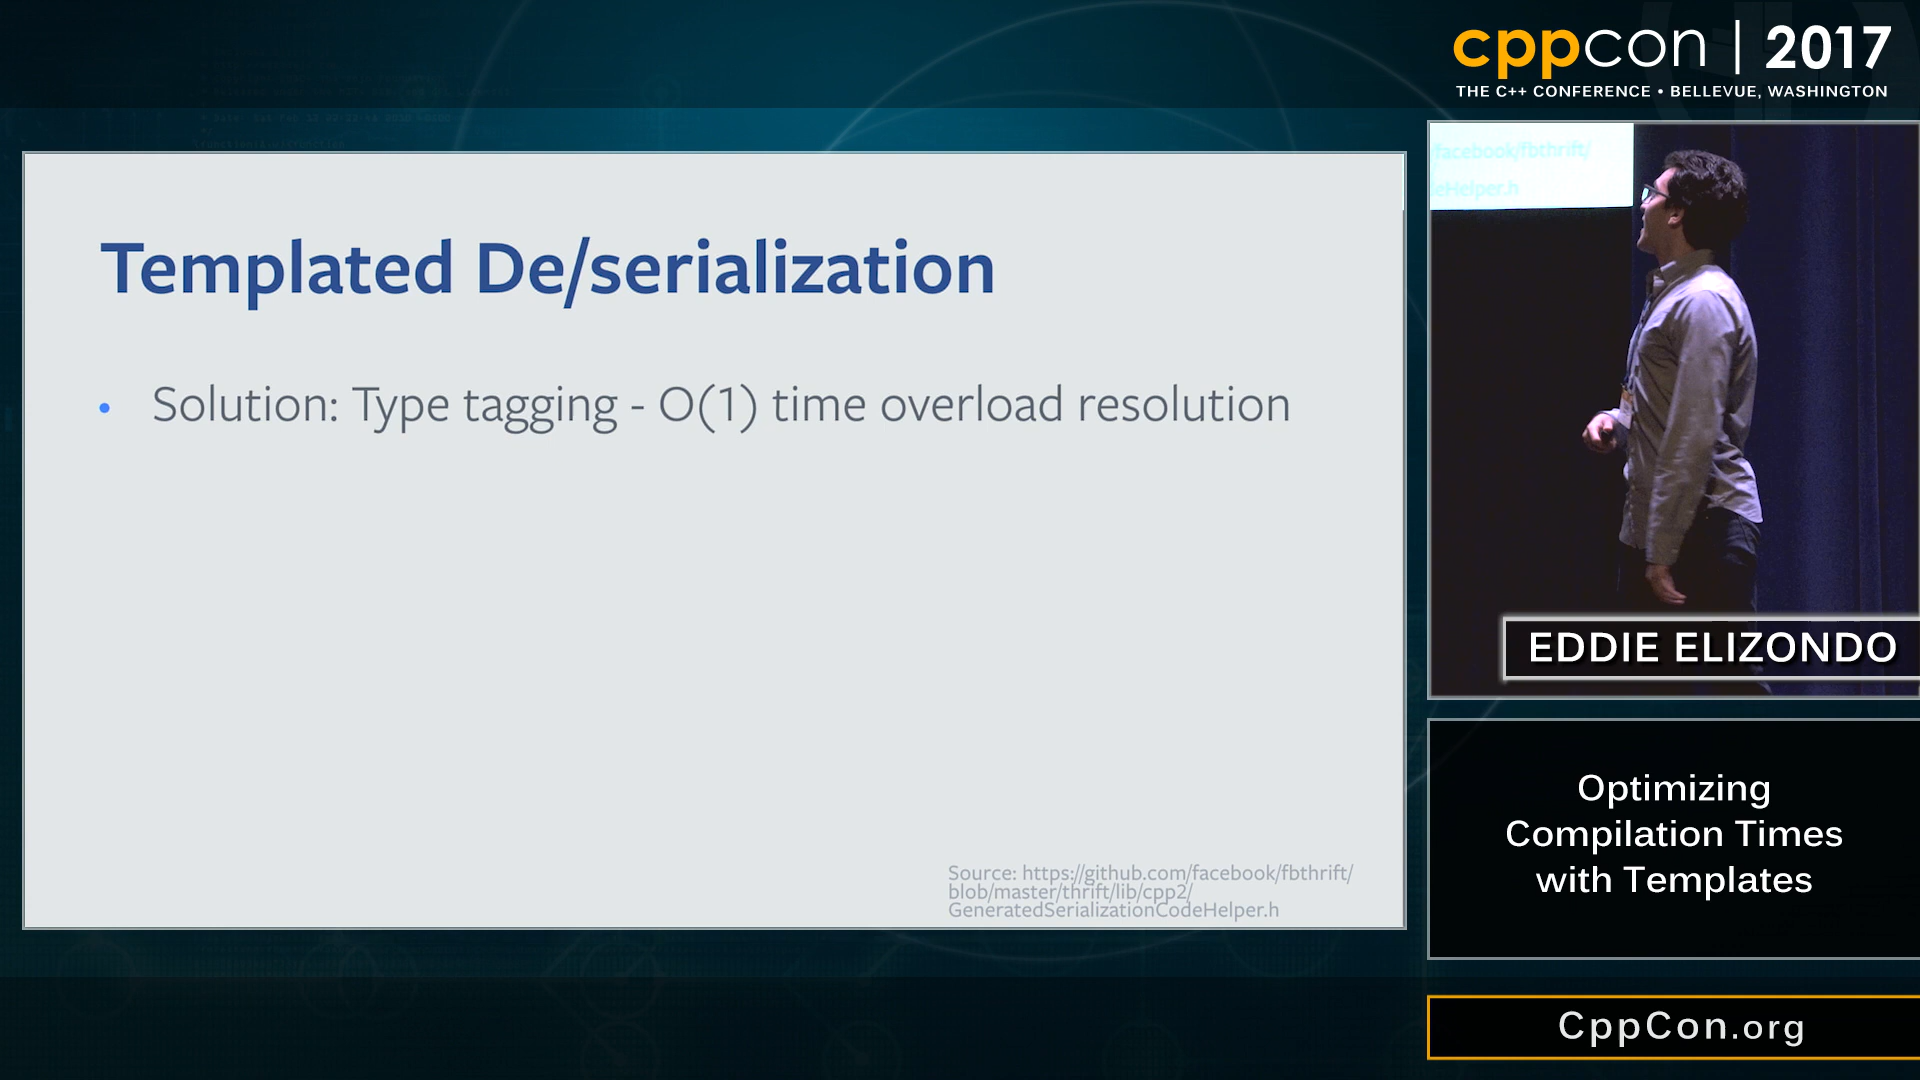 cppcon | 2017
THE C++ CONFERENCE • BELLEVUE, WASHINGTON
facebook/fbthrift/
eHelper.h
Templated De/serialization
• Solution: Type tagging - O(1) time overload resolution
Source: https://github.com/facebook/fbthrift/
blob/master/thrift/lib/cpp2/
GeneratedSerializationCodeHelper.h
EDDIE ELIZONDO
Optimizing
Compilation Times
with Templates
CppCon.org